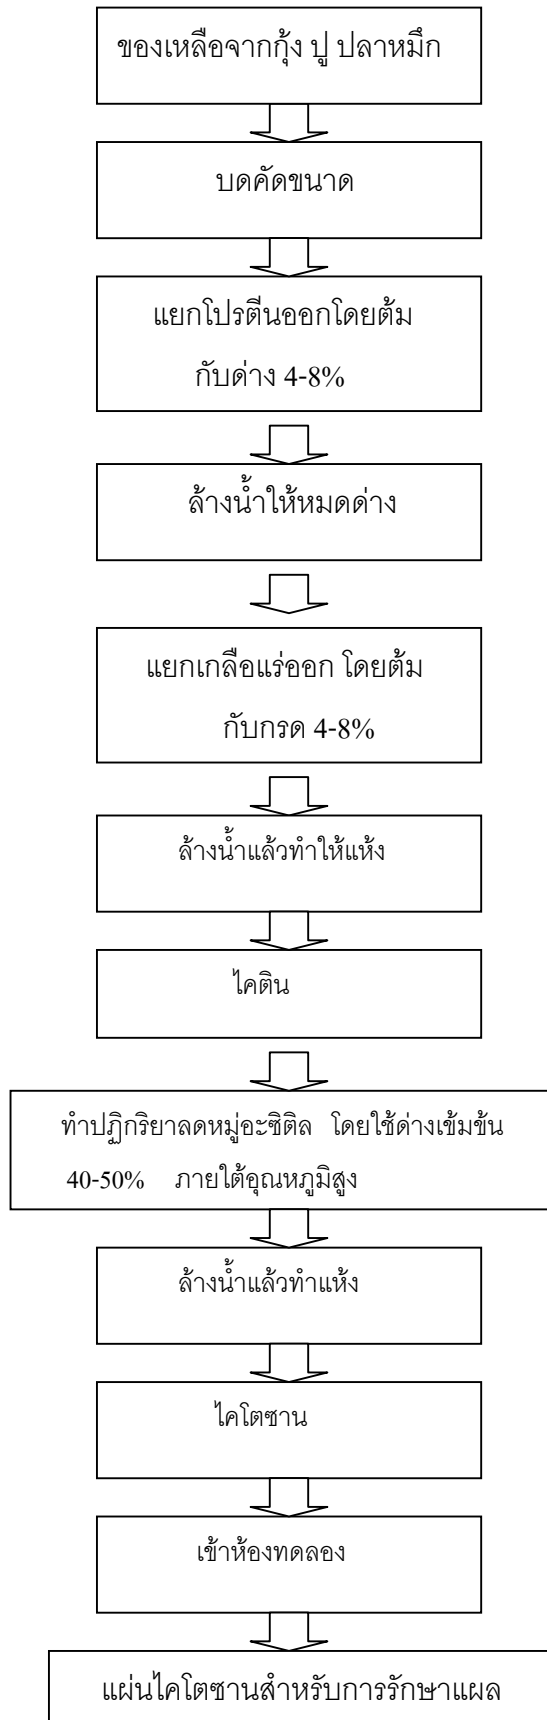 ของเหลือจากกุ้ง ปู ปลาหมึก
บดคัดขนาด
แยกโปรตีนออกโดยต้ม
กับด่าง 4-8%
ล้างน้ำให้หมดด่าง
แยกเกลือแร่ออก โดยต้ม
กับกรด 4-8%
ล้างน้ำแล้วทำให้แห้ง
ไคติน
ทำปฏิกริยาลดหมู่อะซิติล โดยใช้ด่างเข้มข้น
40-50% ภายใต้อุณหภูมิสูง
ล้างน้ำแล้วทำแห้ง
ไคโตซาน
เข้าห้องทดลอง
แผ่นไคโตซานสำหรับการรักษาแผล